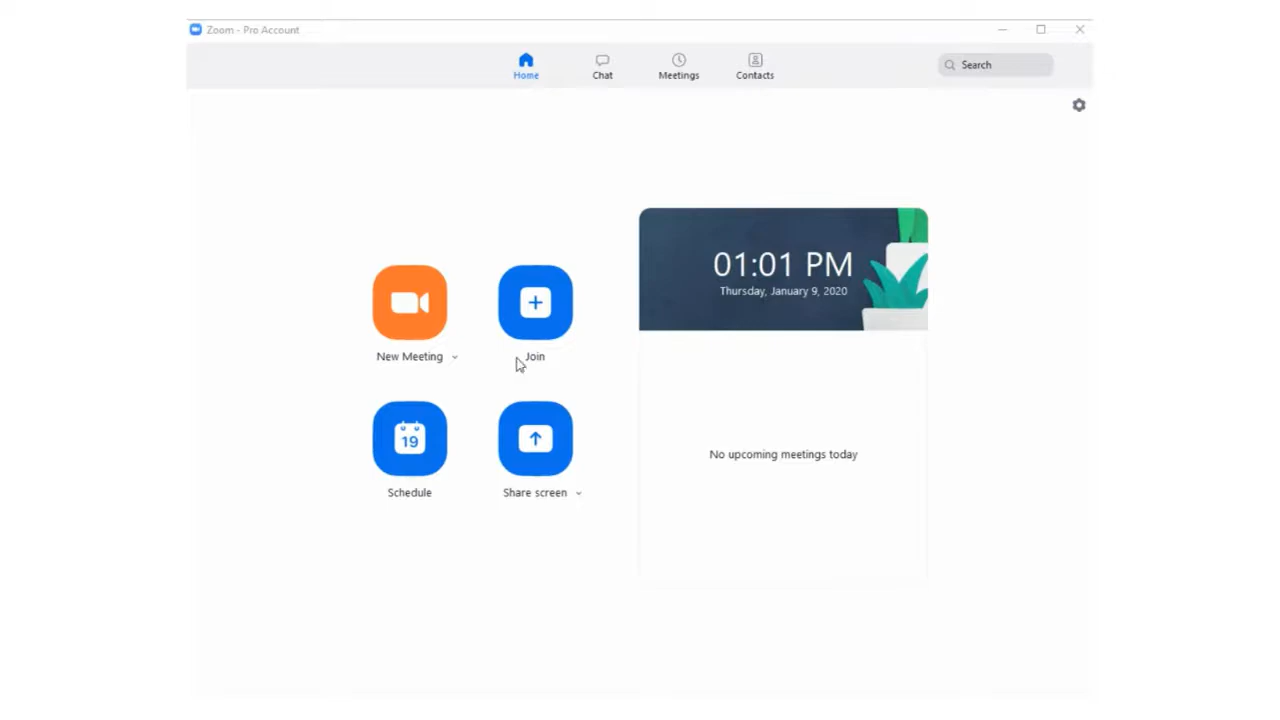 Zoom - Pro Account
Home
Chat
Meetings
Contacts
Search
01:01 PM
Thursday, January 9, 2020
New Meeting
Join
19
Schedule
Share screen
No upcoming meetings today